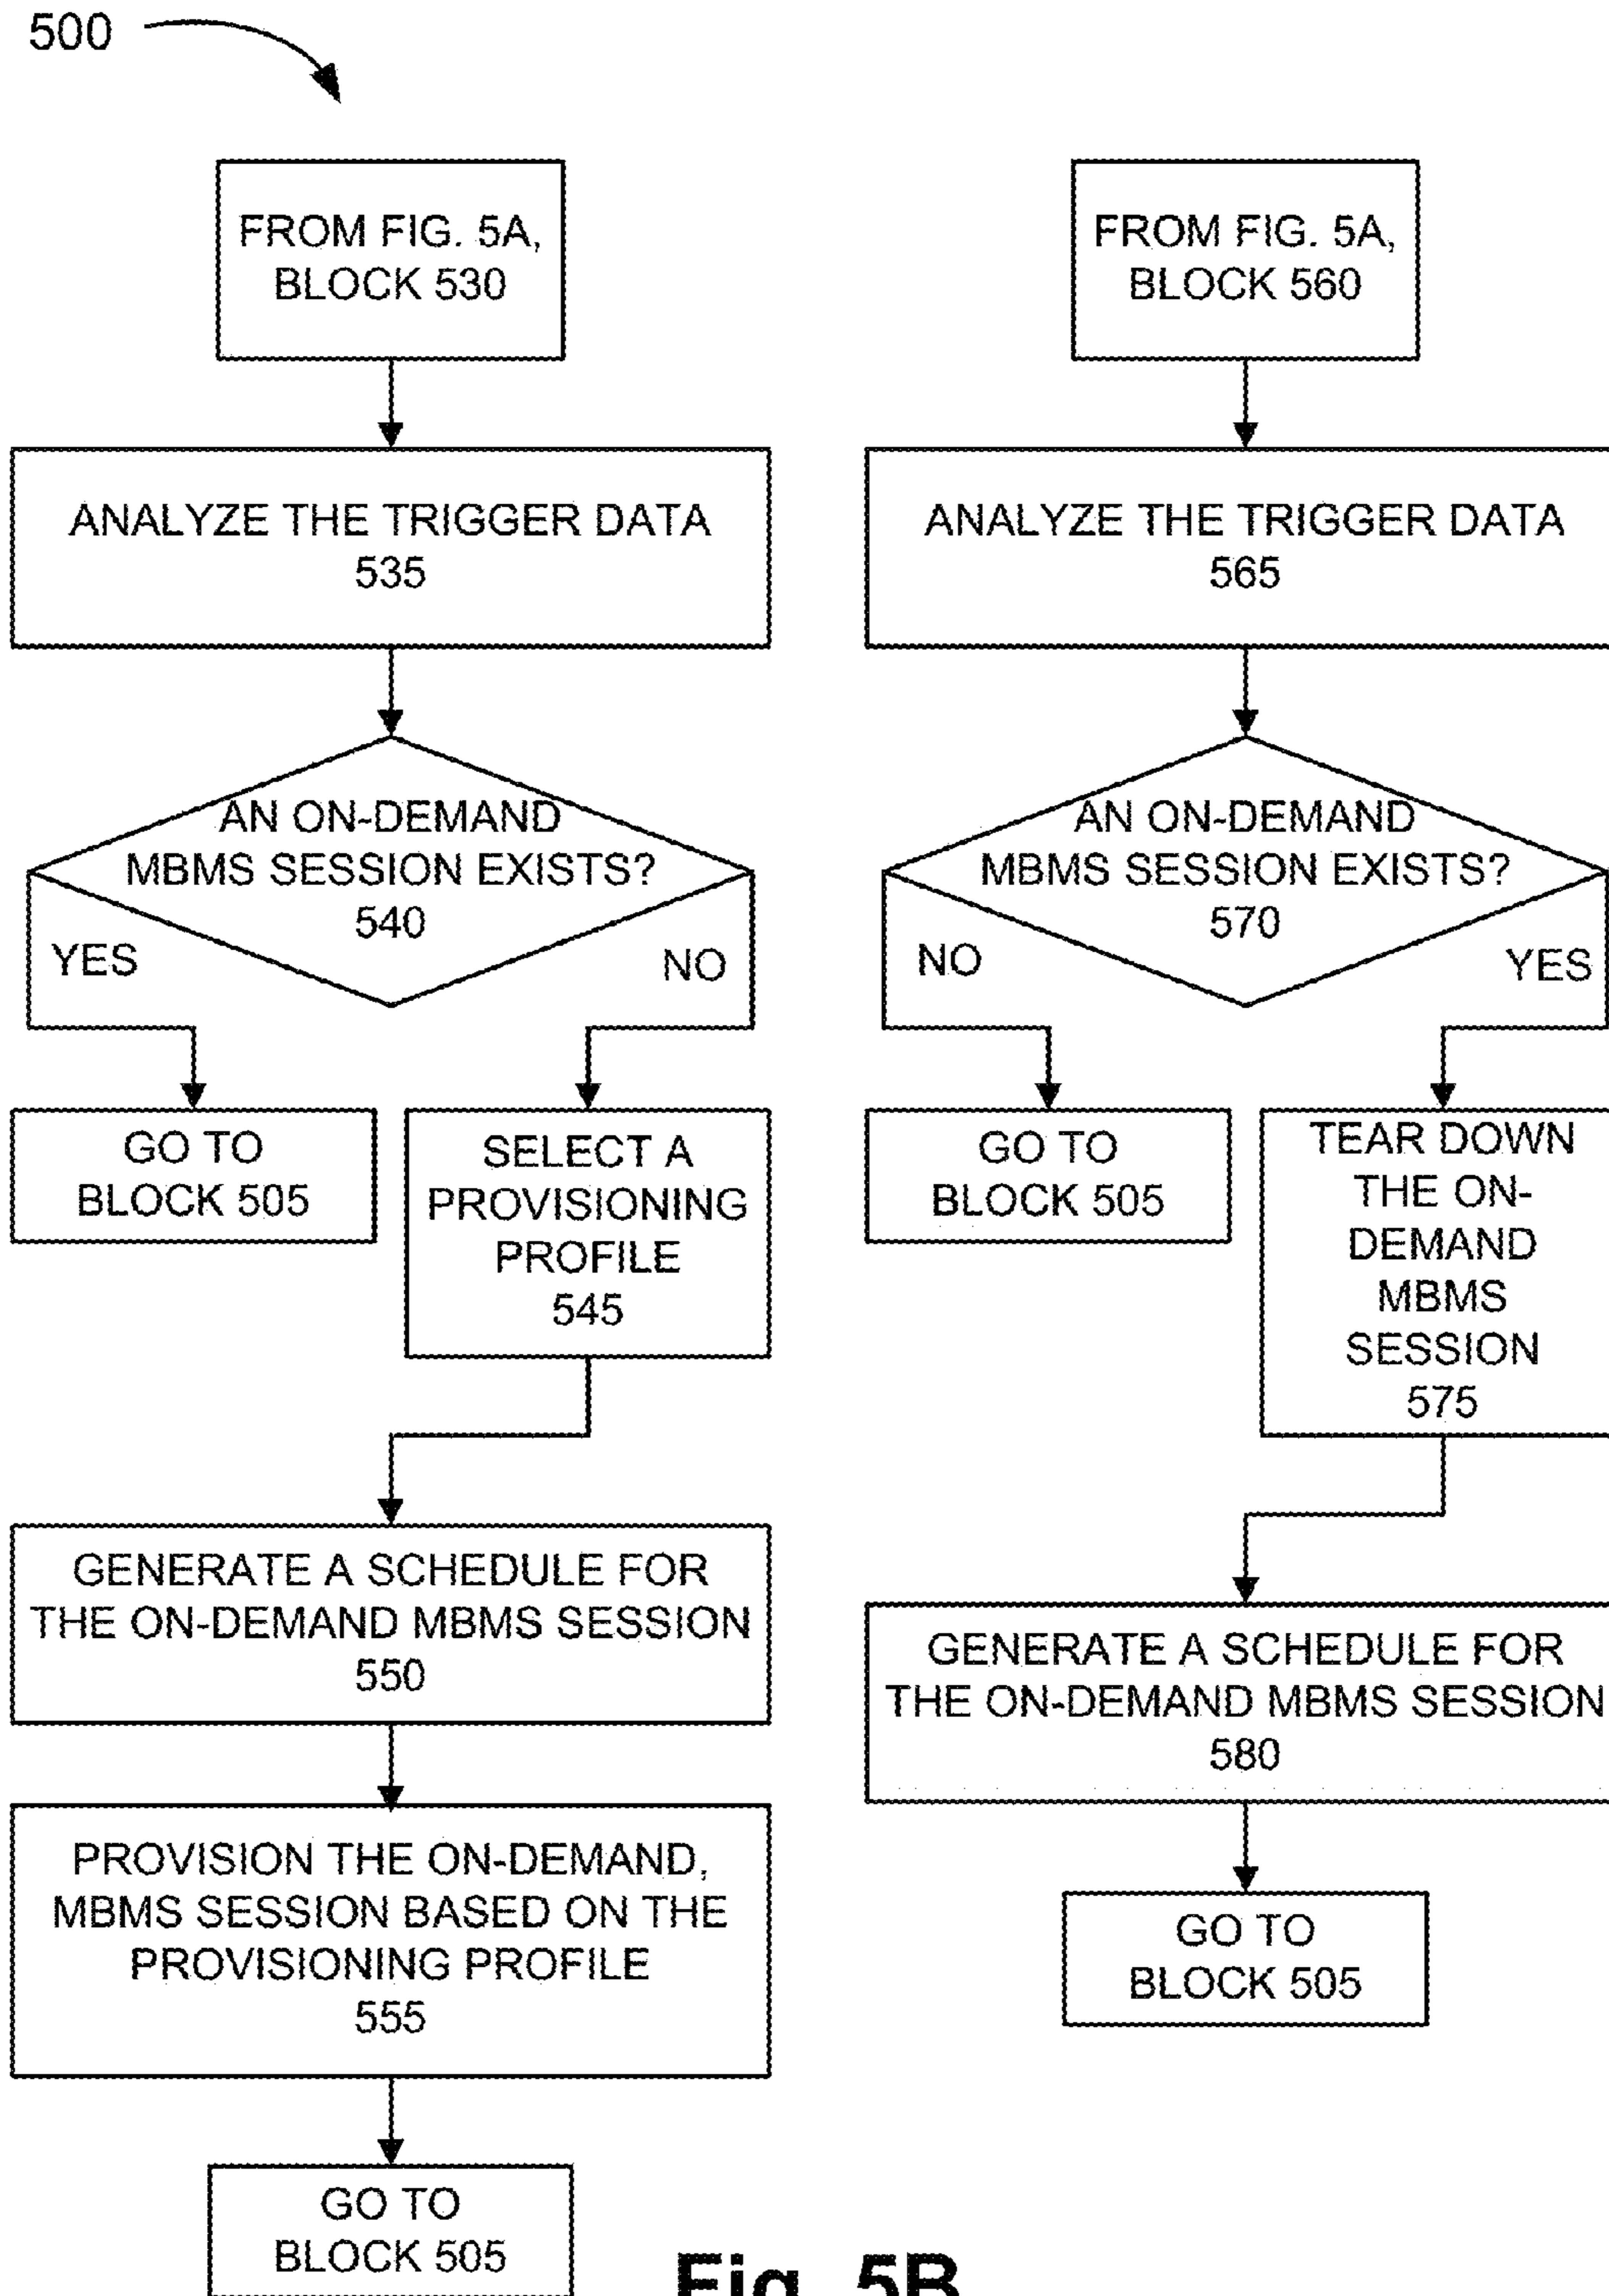 500
FROM FIG. 5A,
BLOCK 530
ANALYZE THE TRIGGER DATA
535
AN ON-DEMAND
MBMS SESSION EXISTS?
540
YES
NO
GO TO
BLOCK 505
SELECT A
PROVISIONING
PROFILE
545
GENERATE A SCHEDULE FOR
THE ON-DEMAND MBMS SESSION
550
PROVISION THE ON-DEMAND,
MBMS SESSION BASED ON THE
PROVISIONING PROFILE
555
GO TO
BLOCK 505
FROM FIG. 5A,
BLOCK 560
ANALYZE THE TRIGGER DATA
565
AN ON-DEMAND
MBMS SESSION EXISTS?
570
NO
YES
GO TO
BLOCK 505
TEAR DOWN
THE ON-
DEMAND
MBMS
SESSION
575
GENERATE A SCHEDULE FOR
THE ON-DEMAND MBMS SESSION
580
GO TO
BLOCK 505
Fig. 5B